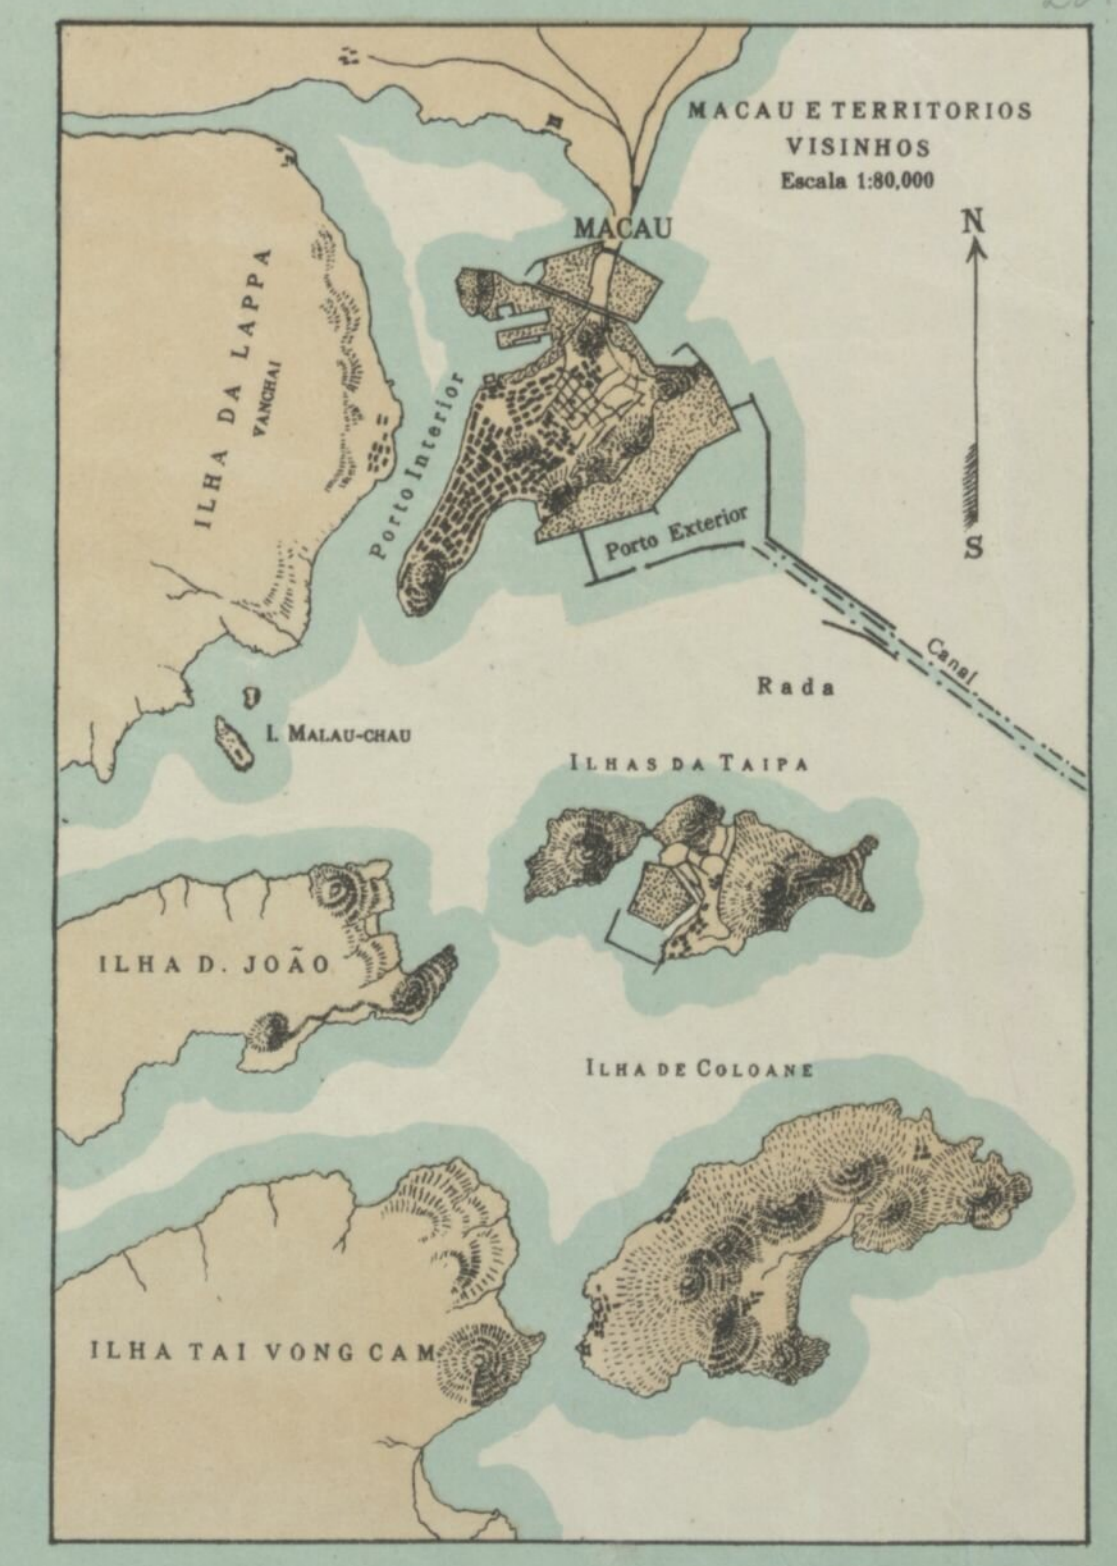 MACAU E TERRITORIOS
VISINHOS
Escala 1:80,000
N
S
MACAU
ILHA DA LAPPA
VANCHAI
Porto Interior
Porto Exterior
Canal
Rada
I. MALAU-CHAU
ILHAS DA TAIPA
ILHA D. JOÃO
ILHA DE COLOANE
ILHA TAI VONG CAM